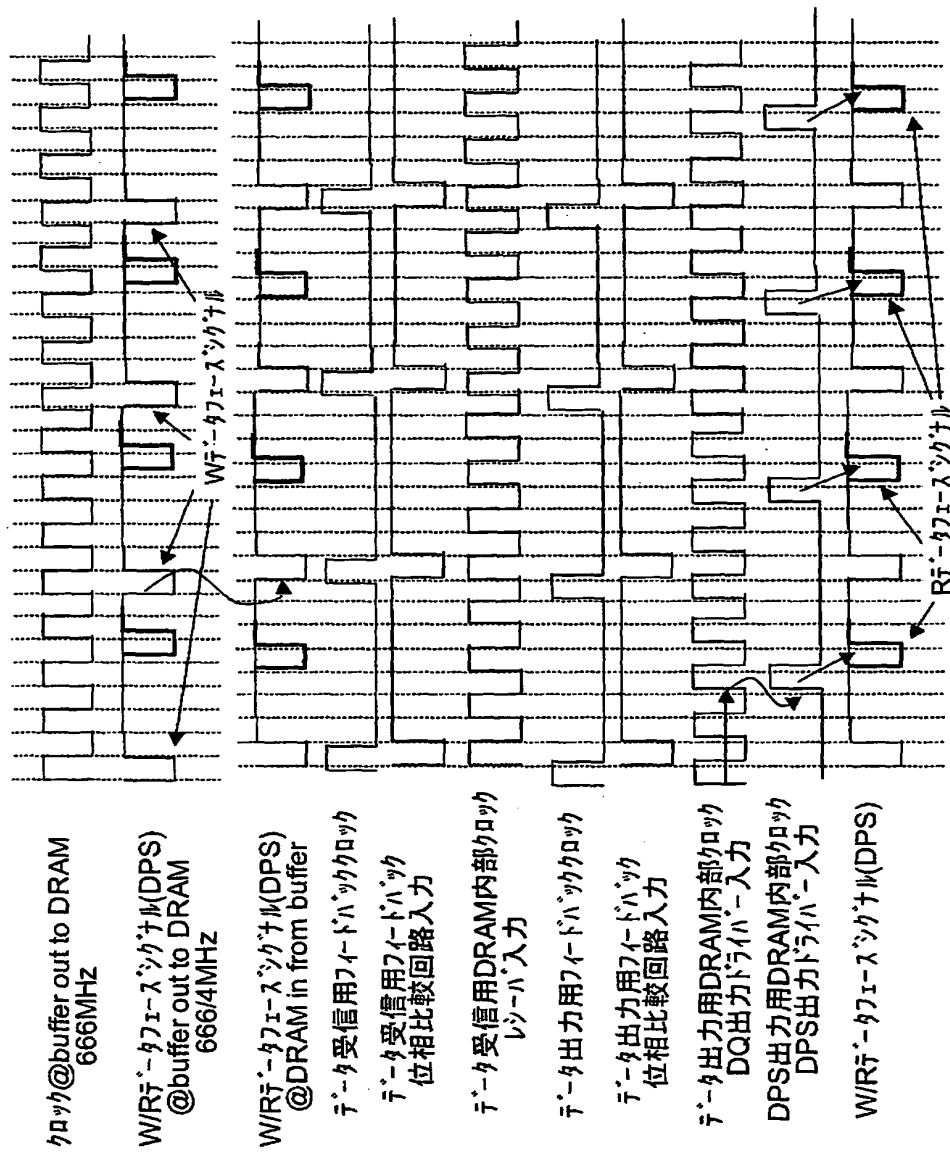 クロック@buffer out to DRAM
666MHz
W/Rデータフェーズシグナル(DPS)
@buffer out to DRAM
666/4MHz
W/Rデータフェーズシグナル(DPS)
@DRAM in from buffer
データ受信用フィードバッククロック
データ受信用フィードバック
位相比較回路入力
データ受信用DRAM内部クロック
レシーバ入力
データ出力用フィードバッククロック
データ出力用フィードバック
位相比較回路入力
データ出力用DRAM内部クロック
DQ出力ドライバー入力
DPS出力用DRAM内部クロック
DPS出力ドライバー入力
W/Rデータフェーズシグナル(DPS)
Wデータフェーズシグナル
Rデータフェーズシグナル